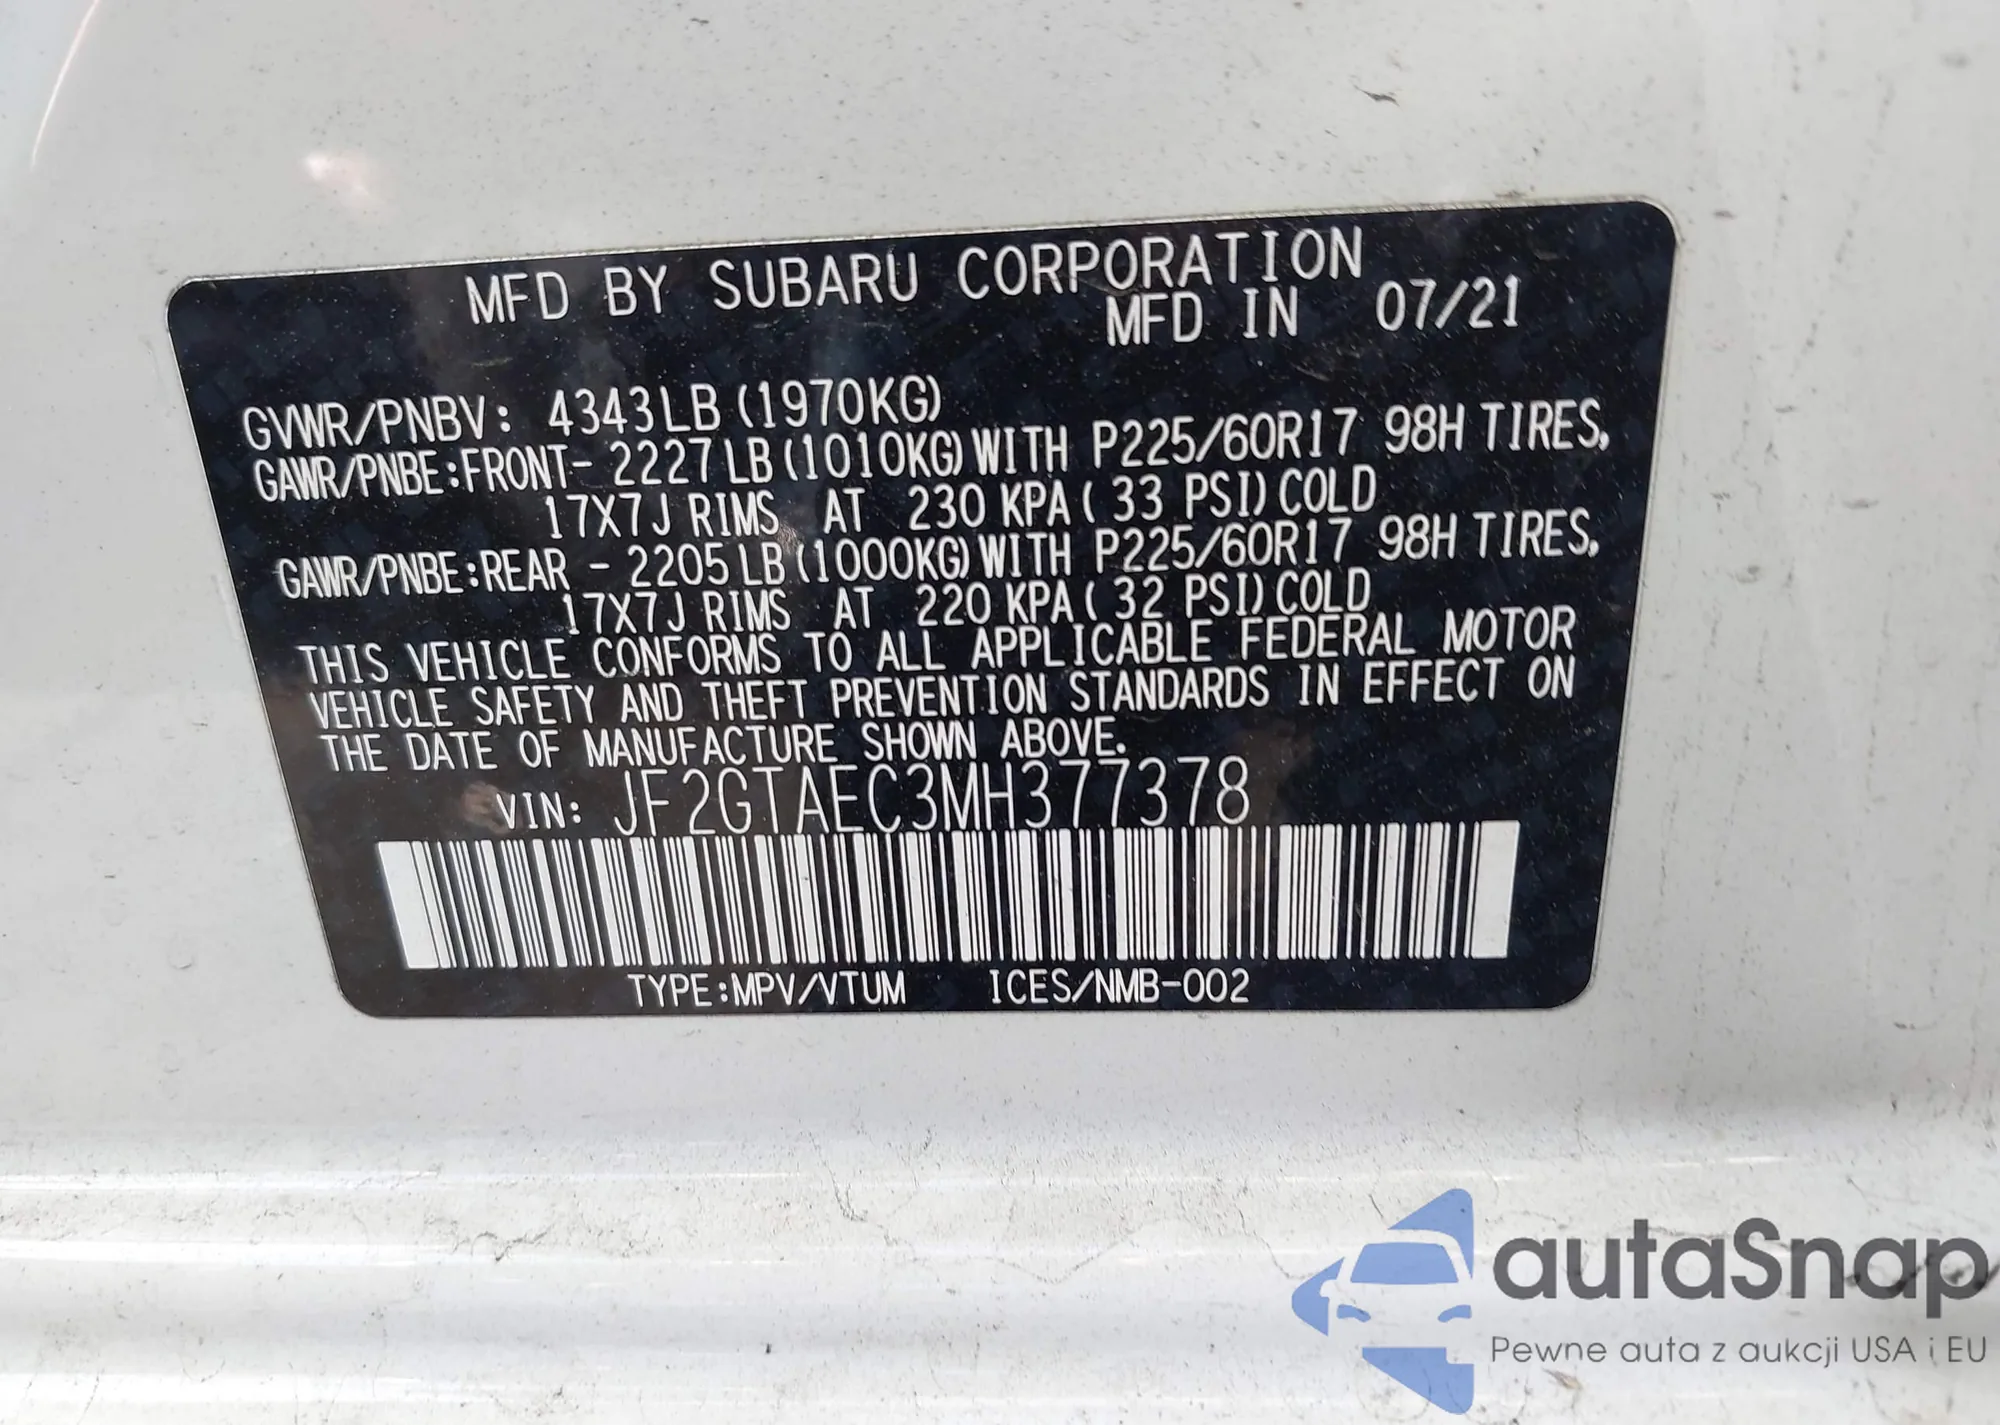 MFD BY SUBARU CORPORATION
MFD IN 07/21
GVWR/PNBV: 4343LB(1970KG)
GAWR/PNBE:FRONT- 2227LB(1010KG)WITH P225/60R17 98H TIRES,
17X7J RIMS AT 230 KPA( 33 PSI)COLD
GAWR/PNBE:REAR - 2205LB(1000KG)WITH P225/60R17 98H TIRES,
17X7J RIMS AT 220 KPA( 32 PSI)COLD
THIS VEHICLE CONFORMS TO ALL APPLICABLE FEDERAL MOTOR
VEHICLE SAFETY AND THEFT PREVENTION STANDARDS IN EFFECT ON
THE DATE OF MANUFACTURE SHOWN ABOVE.
VIN: JF2GTAEC3MH377378
TYPE:MPV/VTUM ICES/NMB-002
autaSnap
Pewne auta z aukcji USA i EU